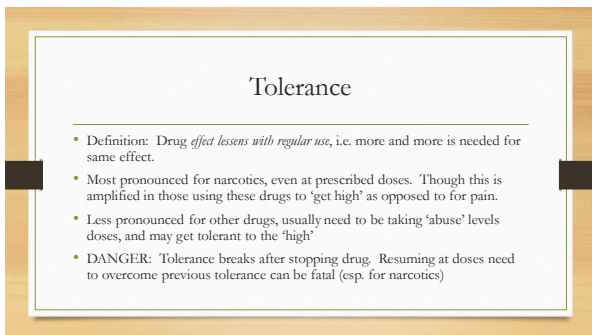 Tolerance
• Definition:  Drug effect lessens with regular use, i.e. more and more is needed for
same effect.
• Most pronounced for narcotics, even at prescribed doses.  Though this is
amplified in those using these drugs to ‘get high’ as opposed to for pain.
• Less pronounced for other drugs, usually need to be taking ‘abuse’ levels
doses, and may get tolerant to the ‘high’
• DANGER:  Tolerance breaks after stopping drug.  Resuming at doses need
to overcome previous tolerance can be fatal (esp. for narcotics)